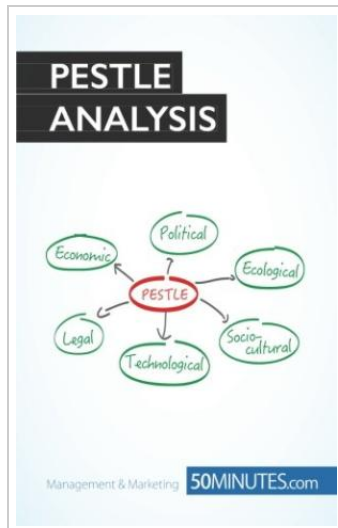 PESTLE
ANALYSIS
Political
Economic
Ecological
PESTLE
Legal
Socio-
cultural
Technological
Management & Marketing
50MINUTES.com